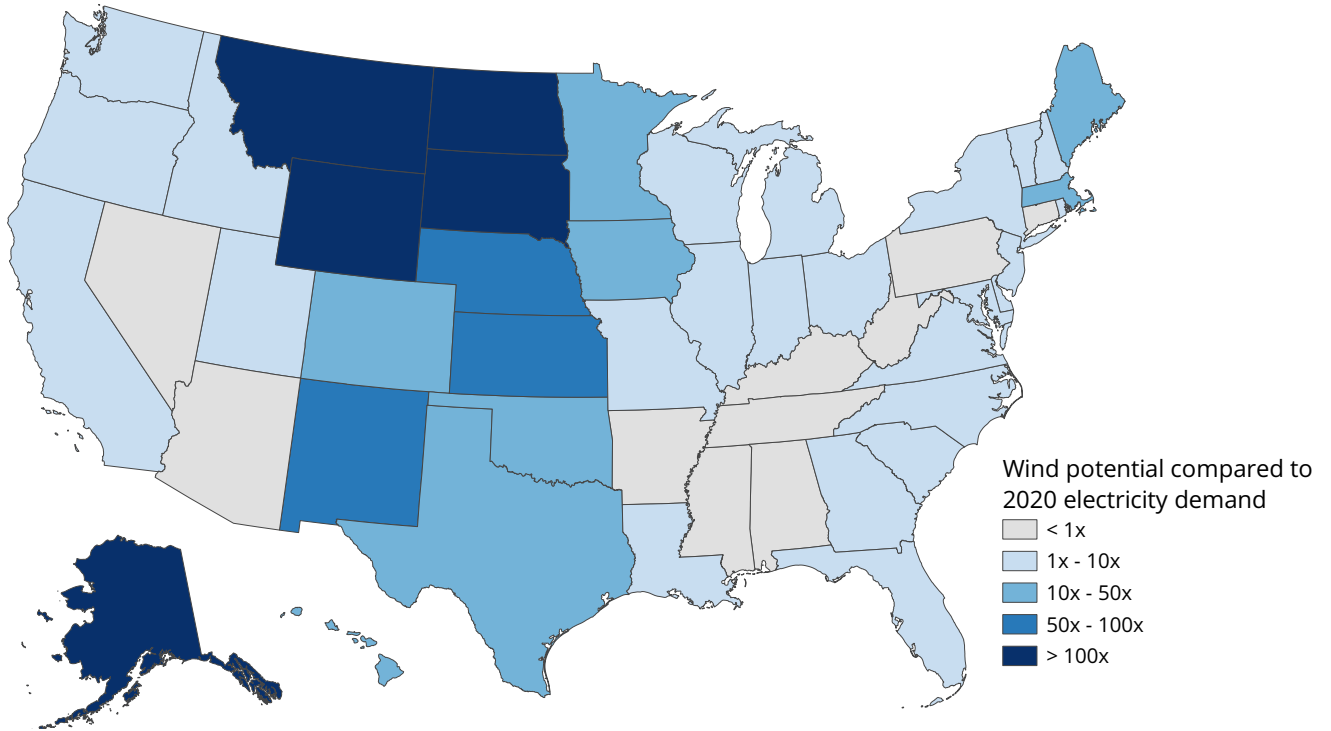 Wind potential compared to
2020 electricity demand
< 1x
1x - 10x
10x - 50x
50x - 100x
> 100x